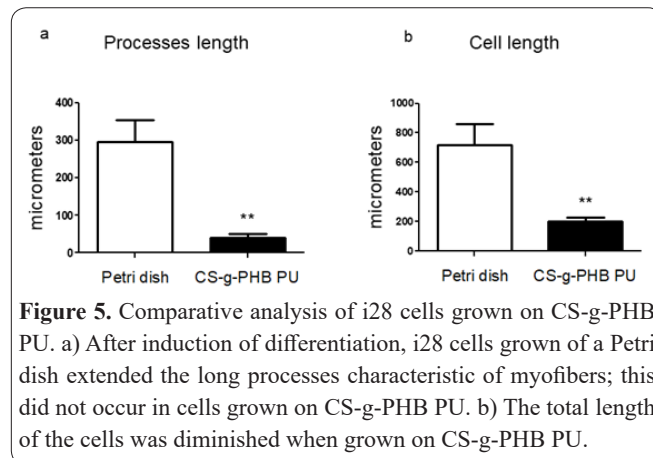 a
Processes length
400
300
200
100
0
micrometers
**
Petri dish
CS-g-PHB PU
b
Cell length
1000
800
600
400
200
0
micrometers
**
Petri dish
CS-g-PHB PU
Figure 5. Comparative analysis of i28 cells grown on CS-g-PHB
PU. a) After induction of differentiation, i28 cells grown of a Petri
dish extended the long processes characteristic of myofibers; this
did not occur in cells grown on CS-g-PHB PU. b) The total length
of the cells was diminished when grown on CS-g-PHB PU.